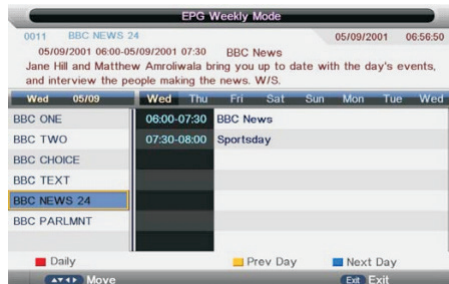 EPG Weekly Mode
0011 BBC NEWS 24 05/09/2001 06:56:50
05/09/2001 06:00-05/09/2001 07:30 BBC News
Jane Hill and Matthew Amroliwala bring you up to date with the day's events,
and interview the people making the news. W/S.
Wed 05/09 Wed Thu Fri Sat Sun Mon Tue Wed
BBC ONE 06:00-07:30 BBC News
BBC TWO 07:30-08:00 Sportsday
BBC CHOICE
BBC TEXT
BBC NEWS 24
BBC PARLMNT
Daily Prev Day Next Day
Move Exit Exit